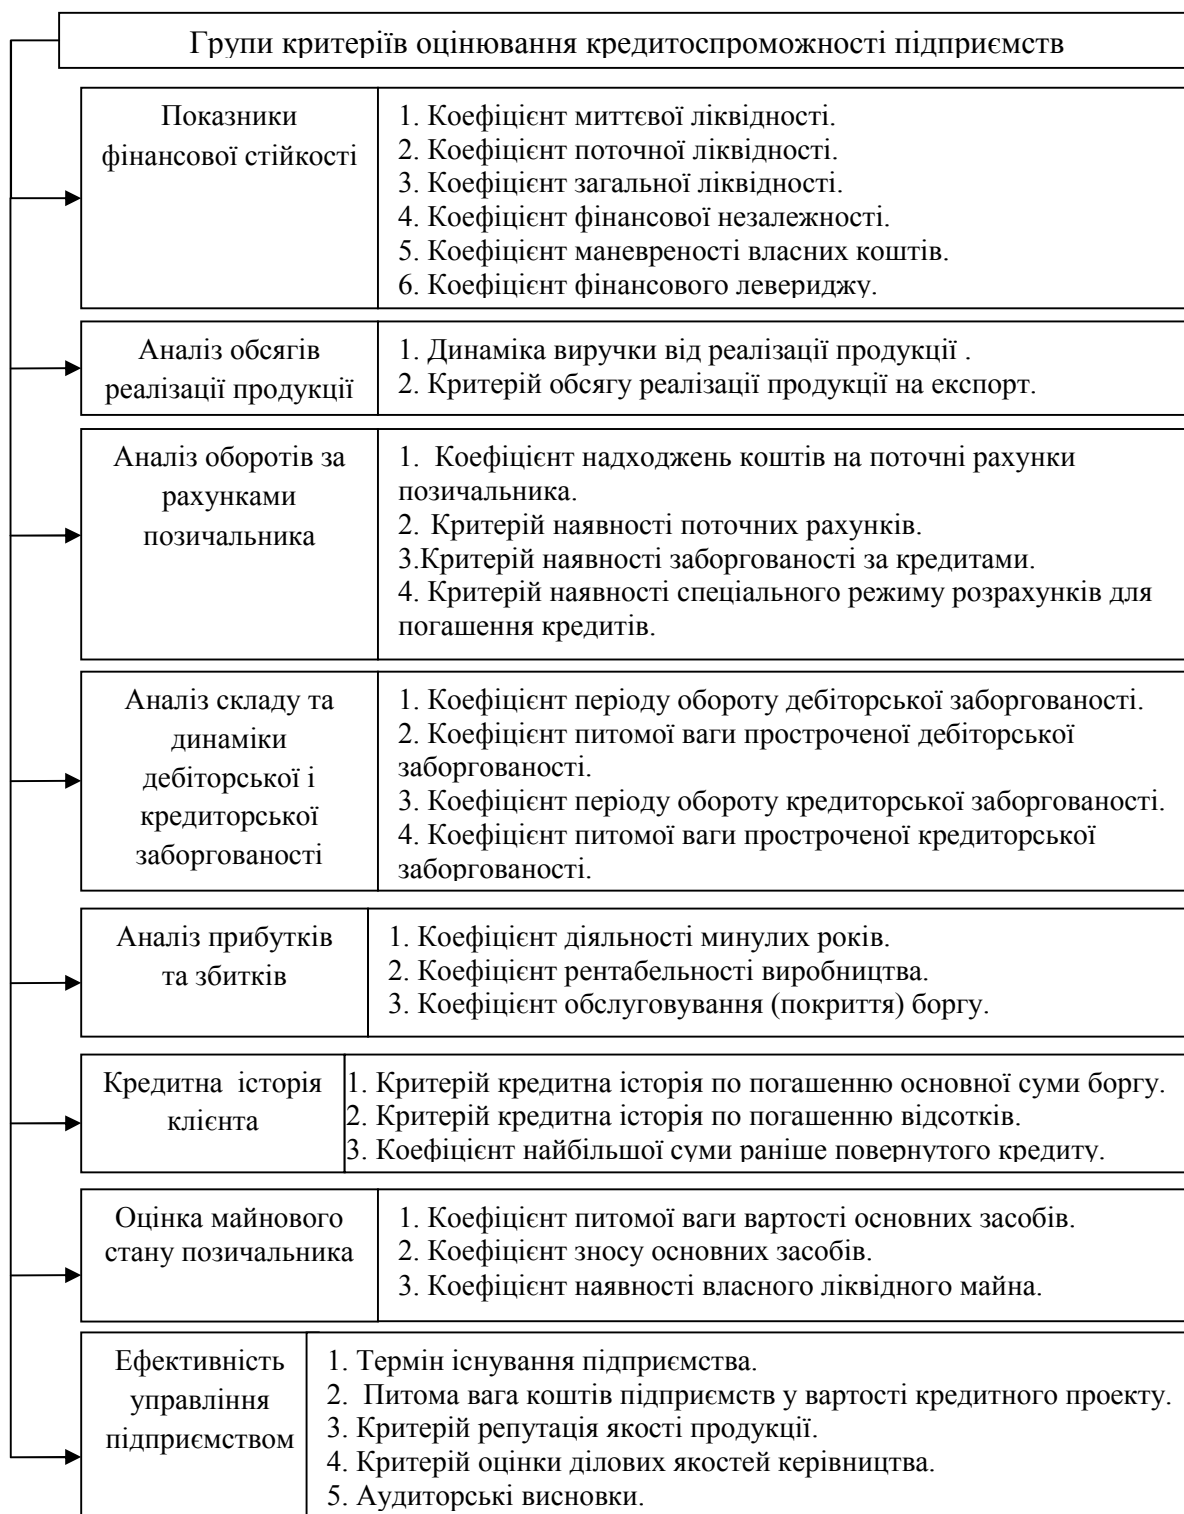 Групи критеріїв оцінювання кредитоспроможності підприємств
Показники
фінансової стійкості
1. Коефіцієнт миттєвої ліквідності.
2. Коефіцієнт поточної ліквідності.
3. Коефіцієнт загальної ліквідності.
4. Коефіцієнт фінансової незалежності.
5. Коефіцієнт маневреності власних коштів.
6. Коефіцієнт фінансового левериджу.
Аналіз обсягів
реалізації продукції
1. Динаміка виручки від реалізації продукції .
2. Критерій обсягу реалізації продукції на експорт.
Аналіз оборотів за
рахунками
позичальника
1. Коефіцієнт надходжень коштів на поточні рахунки
позичальника.
2. Критерій наявності поточних рахунків.
3.Критерій наявності заборгованості за кредитами.
4. Критерій наявності спеціального режиму розрахунків для
погашення кредитів.
Аналіз складу та
динаміки
дебіторської і
кредиторської
заборгованості
1. Коефіцієнт періоду обороту дебіторської заборгованості.
2. Коефіцієнт питомої ваги простроченої дебіторської
заборгованості.
3. Коефіцієнт періоду обороту кредиторської заборгованості.
4. Коефіцієнт питомої ваги простроченої кредиторської
заборгованості.
Аналіз прибутків
та збитків
1. Коефіцієнт діяльності минулих років.
2. Коефіцієнт рентабельності виробництва.
3. Коефіцієнт обслуговування (покриття) боргу.
Кредитна історія
клієнта
1. Критерій кредитна історія по погашенню основної суми боргу.
2. Критерій кредитна історія по погашенню відсотків.
3. Коефіцієнт найбільшої суми раніше повернутого кредиту.
Оцінка майнового
стану позичальника
1. Коефіцієнт питомої ваги вартості основних засобів.
2. Коефіцієнт зносу основних засобів.
3. Коефіцієнт наявності власного ліквідного майна.
Ефективність
управління
підприємством
1. Термін існування підприємства.
2. Питома вага коштів підприємств у вартості кредитного проекту.
3. Критерій репутація якості продукції.
4. Критерій оцінки ділових якостей керівництва.
5. Аудиторські висновки.